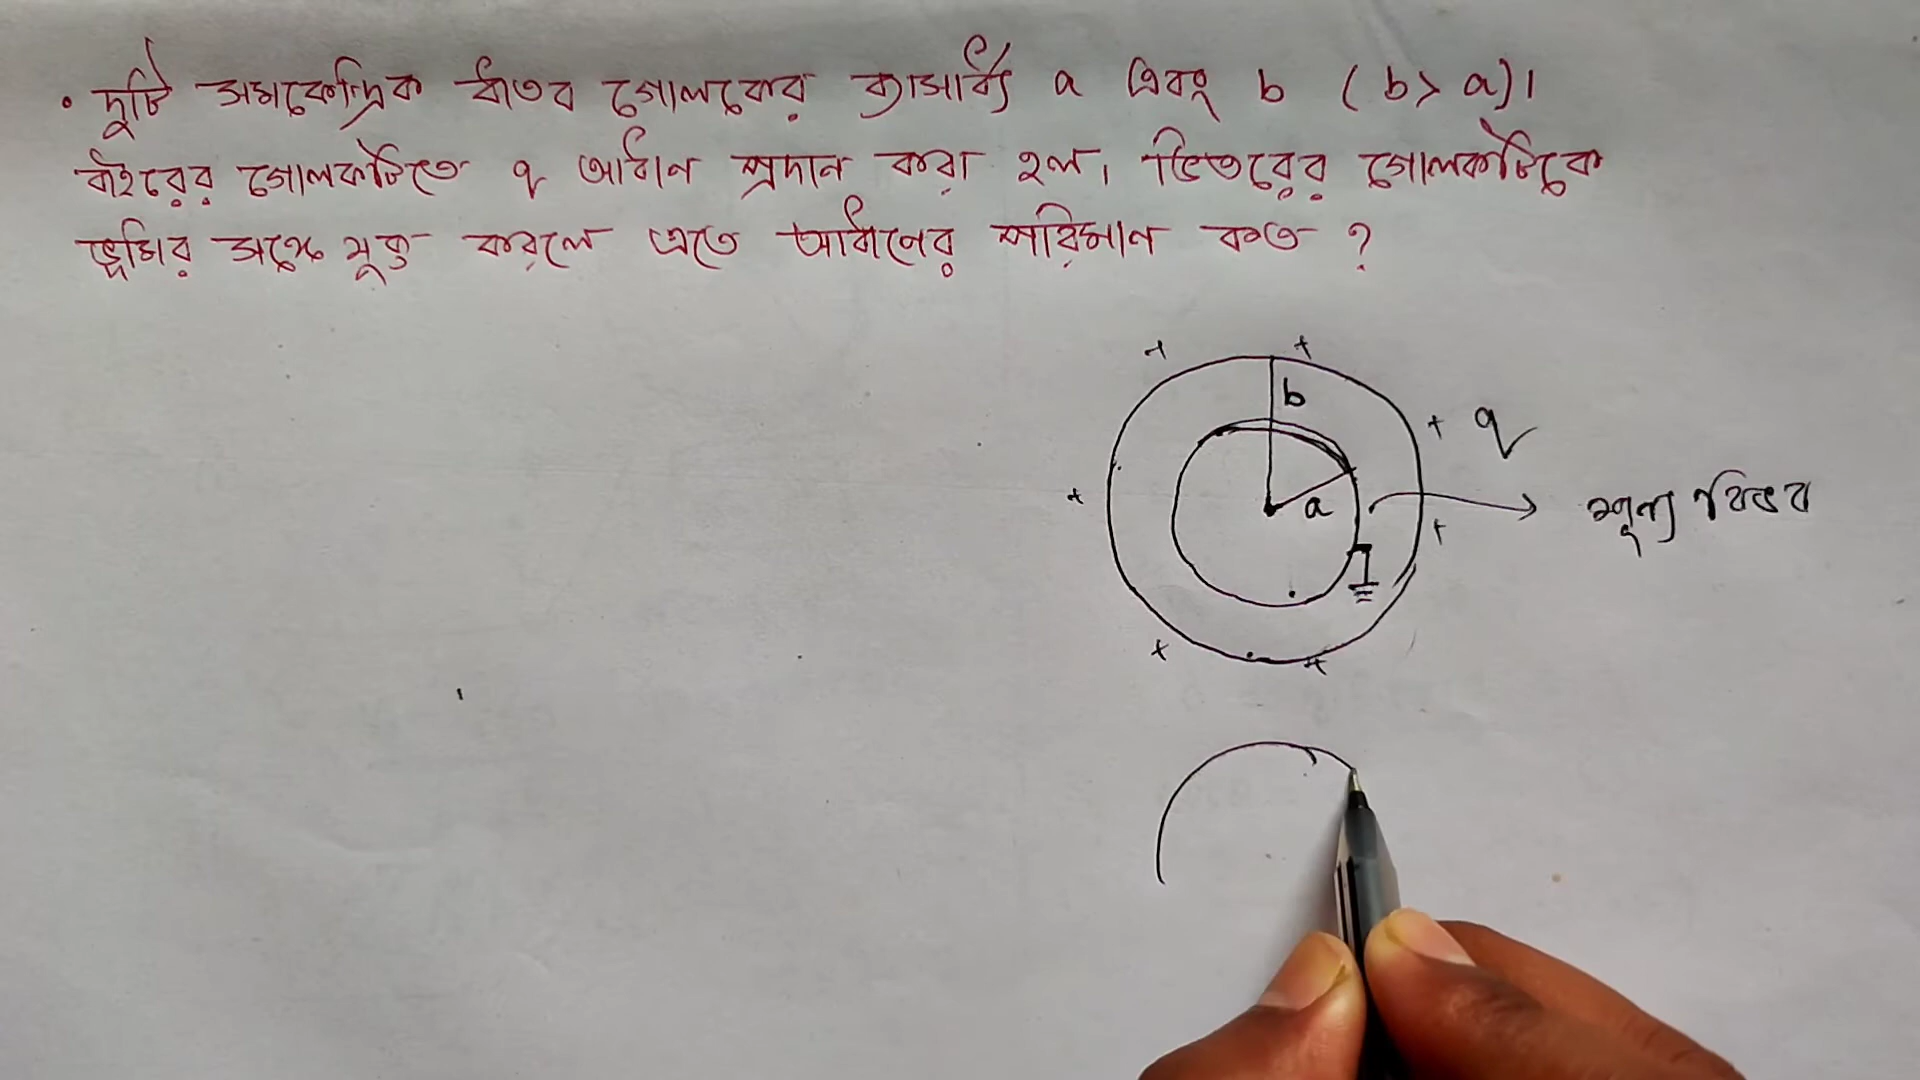 • দুটি সমকেন্দ্রিক ধাতব গোলকের ব্যাসার্ধ a এবং b ( b > a )।
বাইরের গোলকটিতে q আধান প্রদান করা হল। ভিতরের গোলকটিকে
ভূমির সঙ্গে যুক্ত করলে এতে আধানের পরিমান কত ?
+ +
b
+ q
+ a শূন্য বিভব
+
+ +